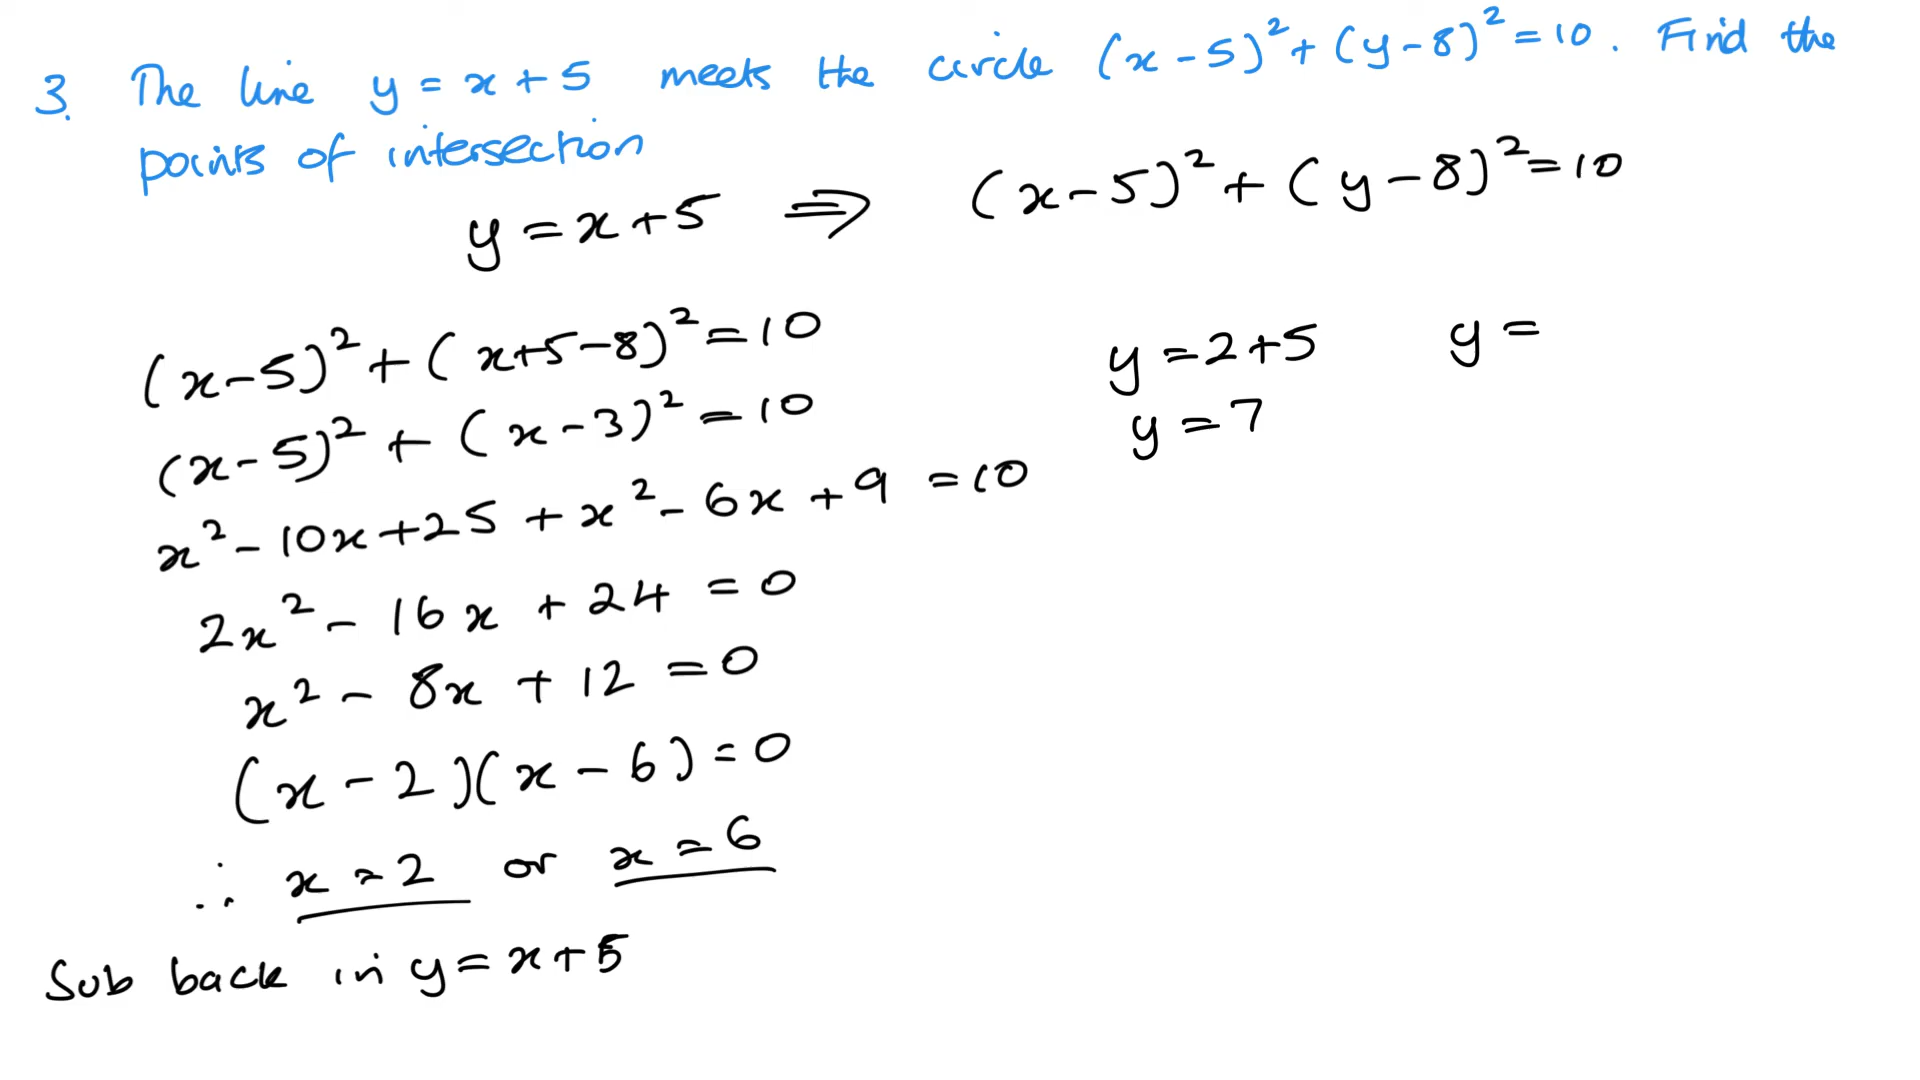 3. The line y = x + 5 meets the circle (x - 5)² + (y - 8)² = 10. Find the
points of intersection
y = x + 5 ⇒ (x - 5)² + (y - 8)² = 10
(x - 5)² + (x + 5 - 8)² = 10
(x - 5)² + (x - 3)² = 10
x² - 10x + 25 + x² - 6x + 9 = 10
2x² - 16x + 24 = 0
x² - 8x + 12 = 0
(x - 2)(x - 6) = 0
∴ x = 2 or x = 6
Sub back in y = x + 5
y = 2 + 5 y =
y = 7